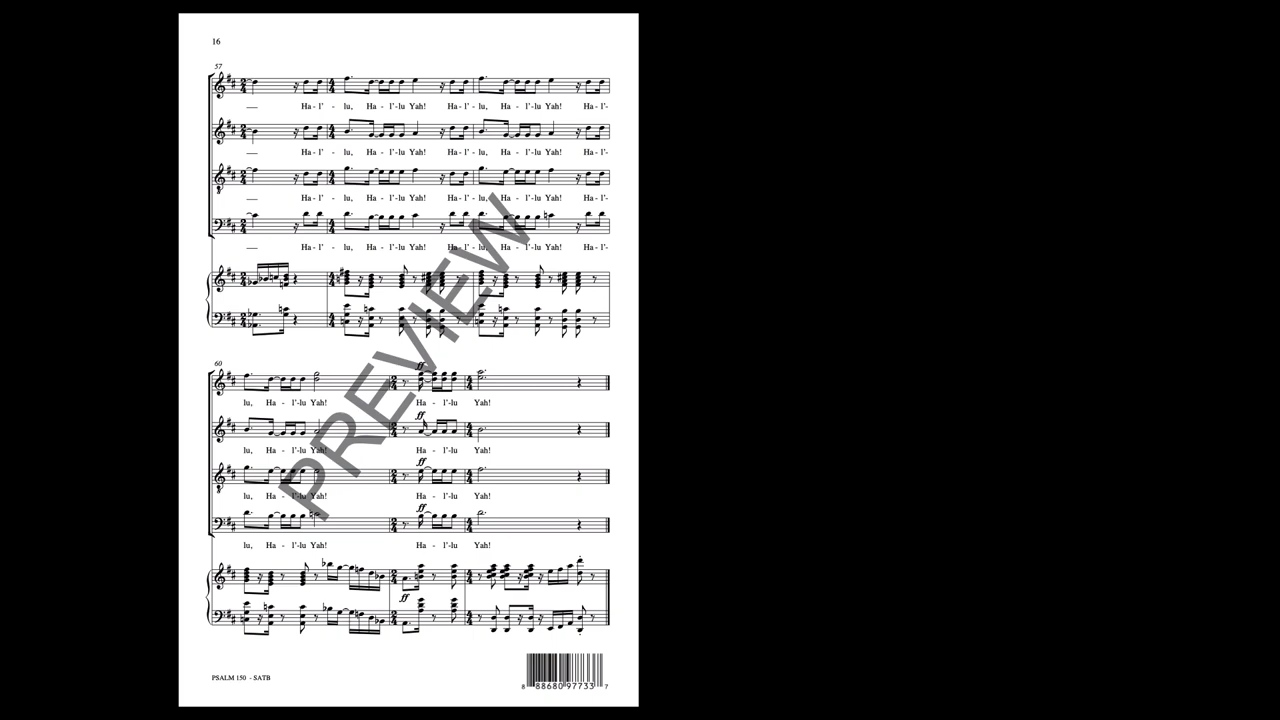 16
57
Ha - l' - lu, Ha - l'-lu Yah! Ha - l' - lu, Ha - l' -lu Yah! Ha - l'-
Ha - l' - lu, Ha - l'-lu Yah! Ha - l' - lu, Ha - l' -lu Yah! Ha - l'-
Ha - l' - lu, Ha - l'-lu Yah! Ha - l' - lu, Ha - l' -lu Yah! Ha - l'-
Ha - l' - lu, Ha - l'-lu Yah! Ha - l' - lu, Ha - l' -lu Yah! Ha - l'-
PREVIEW
60
ff
lu, Ha - l'-lu Yah! Ha - l'-lu Yah!
ff
lu, Ha - l'-lu Yah! Ha - l'-lu Yah!
ff
lu, Ha - l'-lu Yah! Ha - l'-lu Yah!
ff
lu, Ha - l'-lu Yah! Ha - l'-lu Yah!
ff
PSALM 150 - SATB
8 88680 97733 7